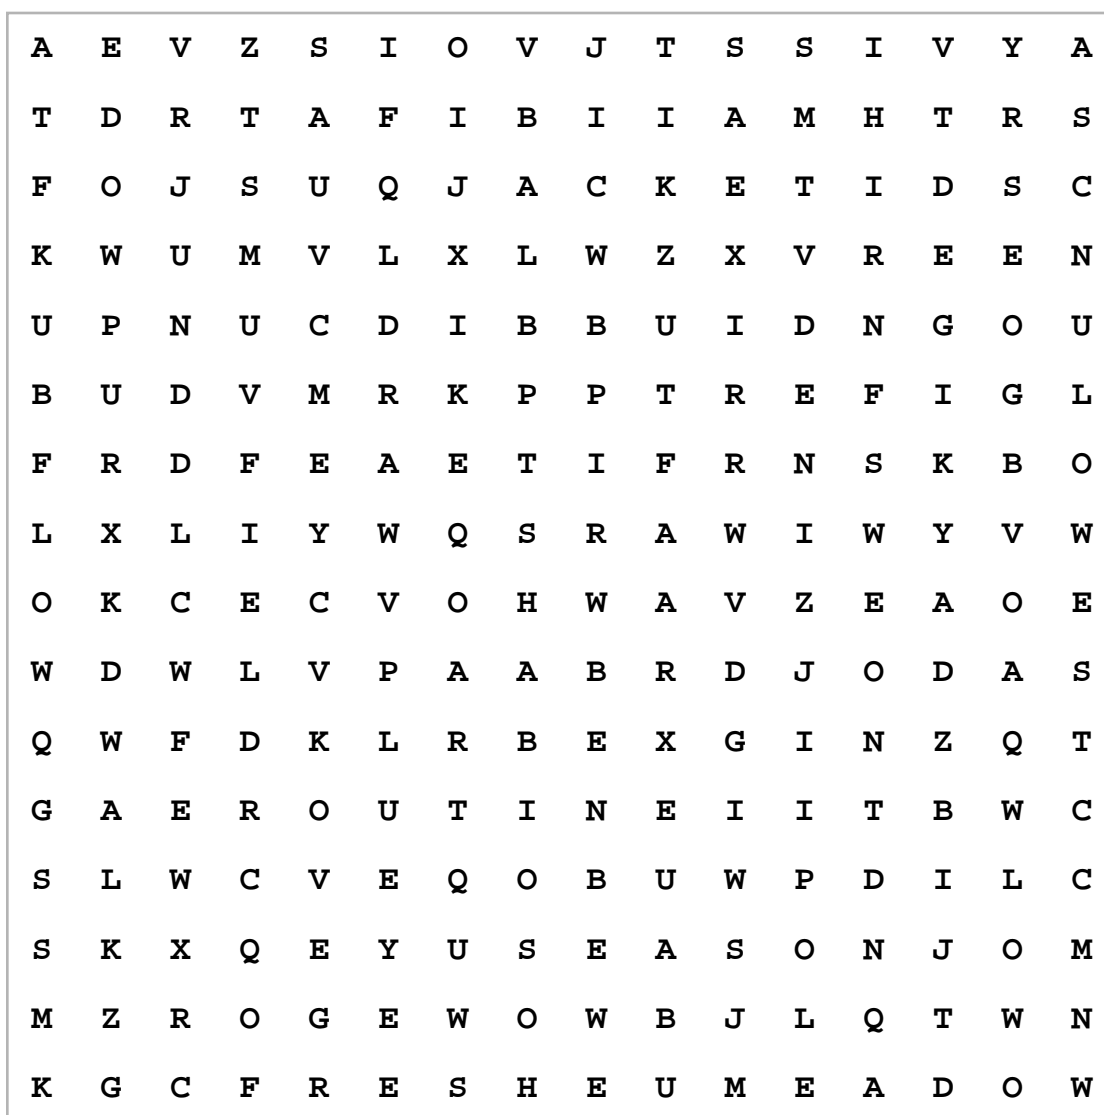 A E V Z S I O V J T S S I V Y A
T D R T A F I B I I A M H T R S
F O J S U Q J A C K E T I D S C
K W U M V L X L W Z X V R E E N
U P N U C D I B B U I D N G O U
B U D V M R K P P T R E F I G L
F R D F E A E T I F R N S K B O
L X L I Y W Q S R A W I W Y V W
O K C E C V O H W A V Z E A O E
W D W L V P A A B R D J O D A S
Q W F D K L R B E X G I N Z Q T
G A E R O U T I N E I I T B W C
S L W C V E Q O B U W P D I L C
S K X Q E Y U S E A S O N J O M
M Z R O G E W O W B J L Q T W N
K G C F R E S H E U M E A D O W